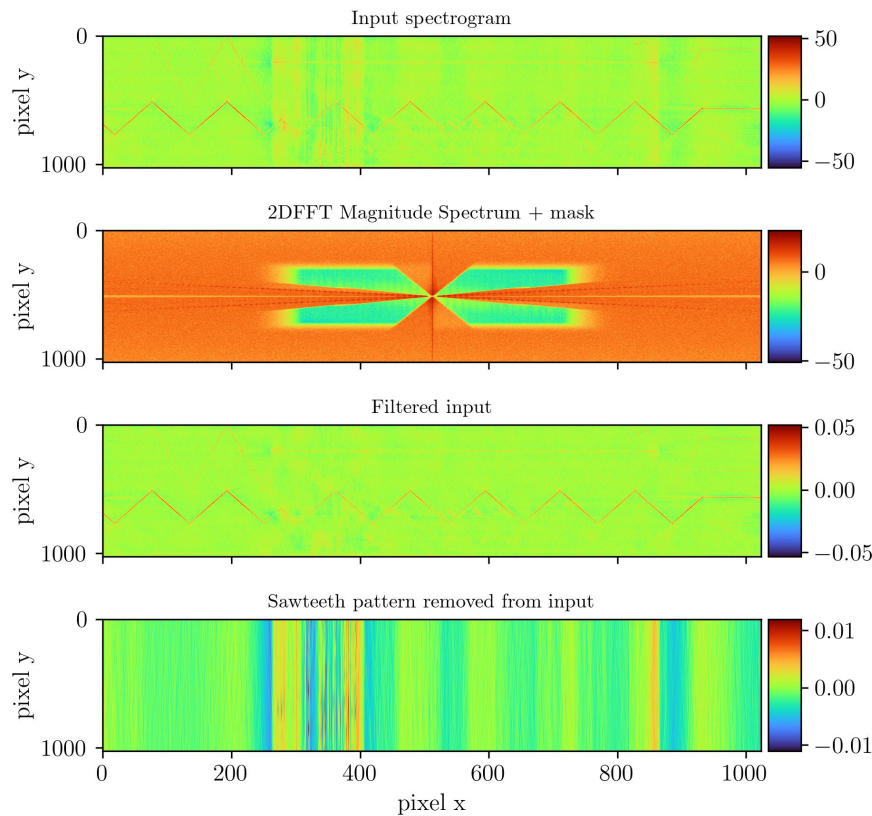 Input spectrogram
0
1000
pixel y
50
0
−50
2DFFT Magnitude Spectrum + mask
0
1000
pixel y
0
−50
Filtered input
0
1000
pixel y
0.05
0.00
−0.05
Sawteeth pattern removed from input
0
1000
pixel y
0.01
0.00
−0.01
0 200 400 600 800 1000
pixel x